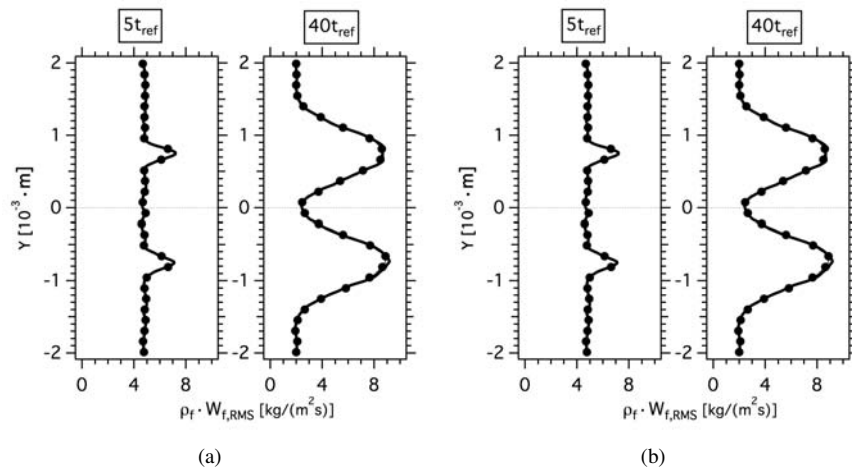 5t_ref 40t_ref 5t_ref 40t_ref
2 2 2 2
1 1 1 1
0 0 0 0
-1 -1 -1 -1
-2 -2 -2 -2
Y [10⁻³ · m] Y [10⁻³ · m]
0 4 8 0 4 8 0 4 8 0 4 8
ρ_f · W_f,RMS [kg/(m²s)] ρ_f · W_f,RMS [kg/(m²s)]
(a) (b)